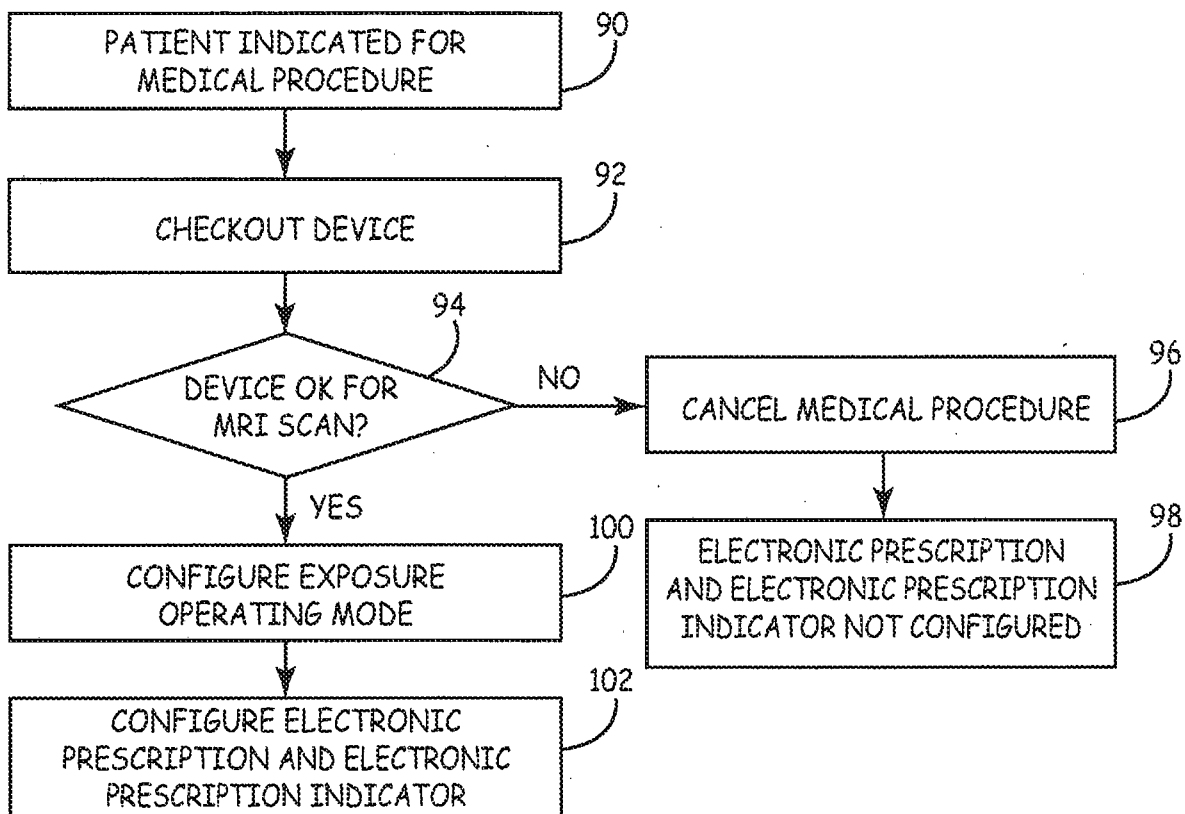 PATIENT INDICATED FOR
MEDICAL PROCEDURE
90
CHECKOUT DEVICE
92
94
DEVICE OK FOR
MRI SCAN?
NO
YES
CANCEL MEDICAL PROCEDURE
96
ELECTRONIC PRESCRIPTION
AND ELECTRONIC PRESCRIPTION
INDICATOR NOT CONFIGURED
98
CONFIGURE EXPOSURE
OPERATING MODE
100
CONFIGURE ELECTRONIC
PRESCRIPTION AND ELECTRONIC
PRESCRIPTION INDICATOR
102